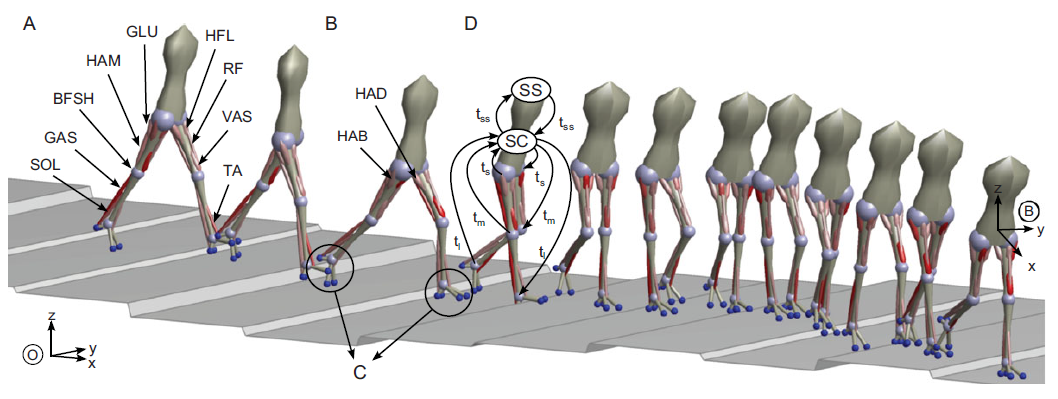 A
B
D
GLU
HFL
HAM
RF
BFSH
VAS
GAS
SOL
TA
HAD
HAB
SS
tss
tss
SC
ts
ts
tm
tm
tl
tl
C
z
y
x
O
z
B
y
x